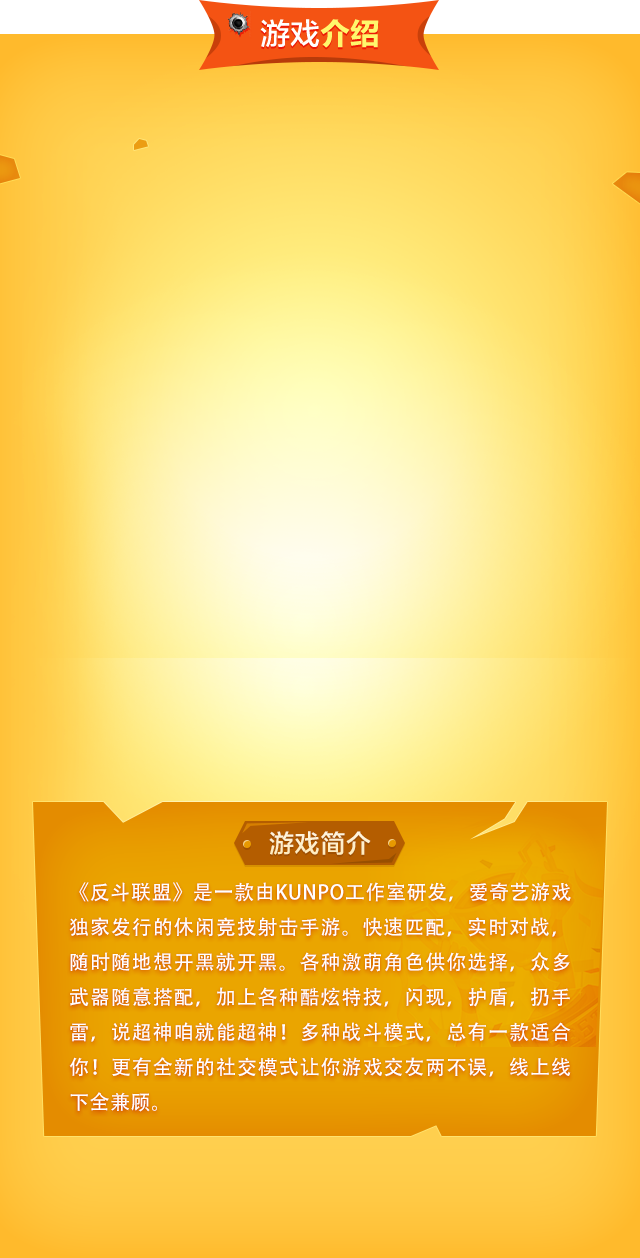 游戏介绍
游戏简介
《反斗联盟》是一款由KUNPO工作室研发，爱奇艺游戏
独家发行的休闲竞技射击手游。快速匹配，实时对战，
随时随地想开黑就开黑。各种激萌角色供你选择，众多
武器随意搭配，加上各种酷炫特技，闪现，护盾，扔手
雷，说超神咱就能超神！多种战斗模式，总有一款适合
你！更有全新的社交模式让你游戏交友两不误，线上线
下全兼顾。